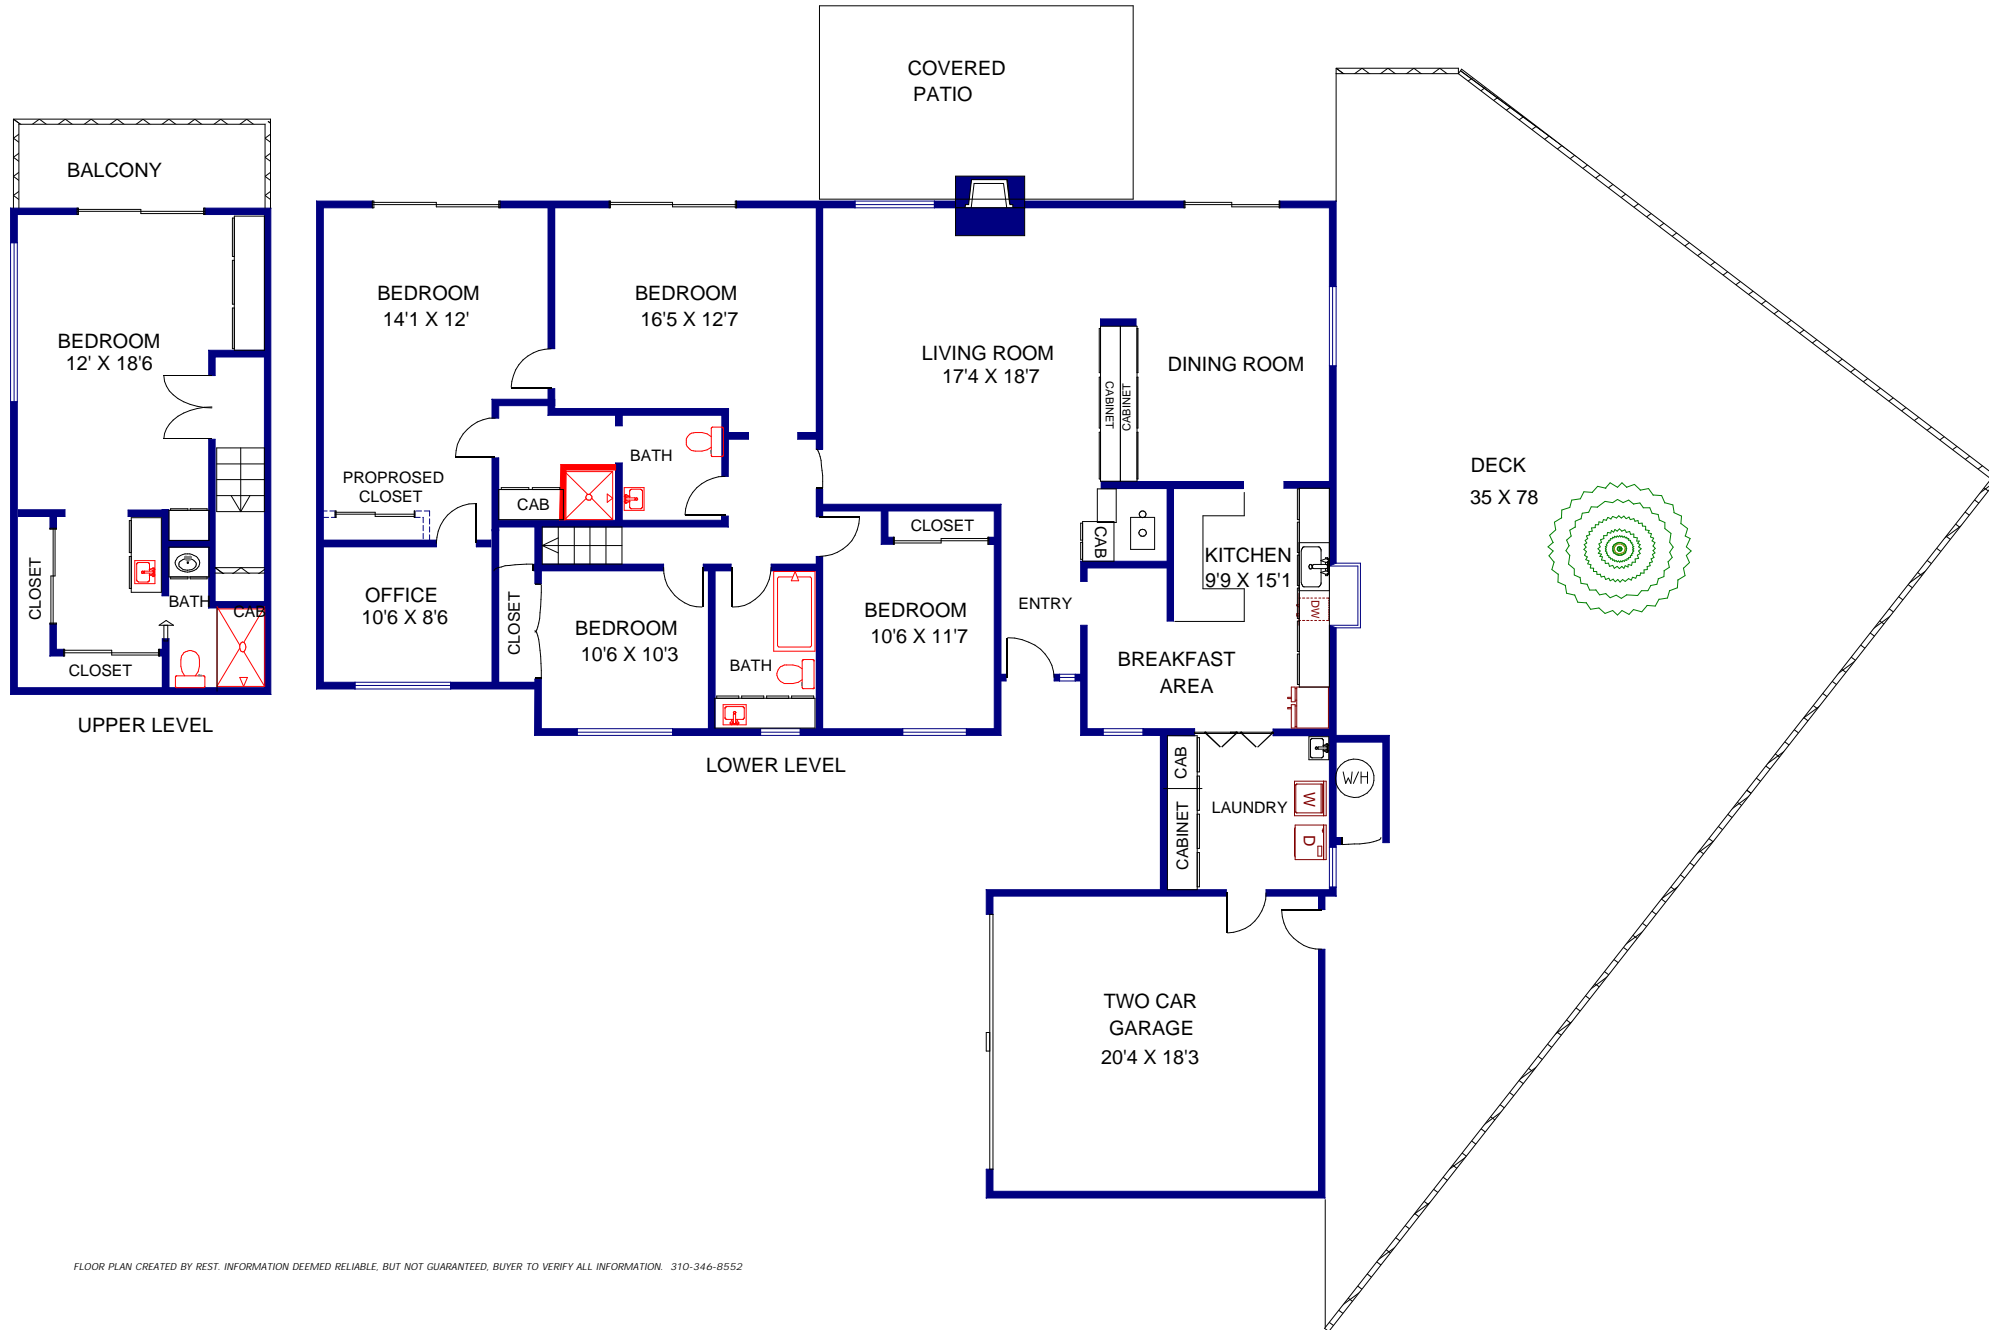 COVERED
PATIO
BALCONY
BEDROOM
12' X 18'6
CLOSET
CLOSET
BATH
CAB
UPPER LEVEL
BEDROOM
14'1 X 12'
BEDROOM
16'5 X 12'7
LIVING ROOM
17'4 X 18'7
CABINET
CABINET
DINING ROOM
DECK
35 X 78
PROPROSED
CLOSET
BATH
CAB
OFFICE
10'6 X 8'6
CLOSET
BEDROOM
10'6 X 10'3
BATH
CLOSET
BEDROOM
10'6 X 11'7
ENTRY
CAB
KITCHEN
9'9 X 15'1
DW
BREAKFAST
AREA
LOWER LEVEL
CAB
CABINET
LAUNDRY
W
D
W/H
TWO CAR
GARAGE
20'4 X 18'3
FLOOR PLAN CREATED BY REST. INFORMATION DEEMED RELIABLE, BUT NOT GUARANTEED, BUYER TO VERIFY ALL INFORMATION. 310-346-8552